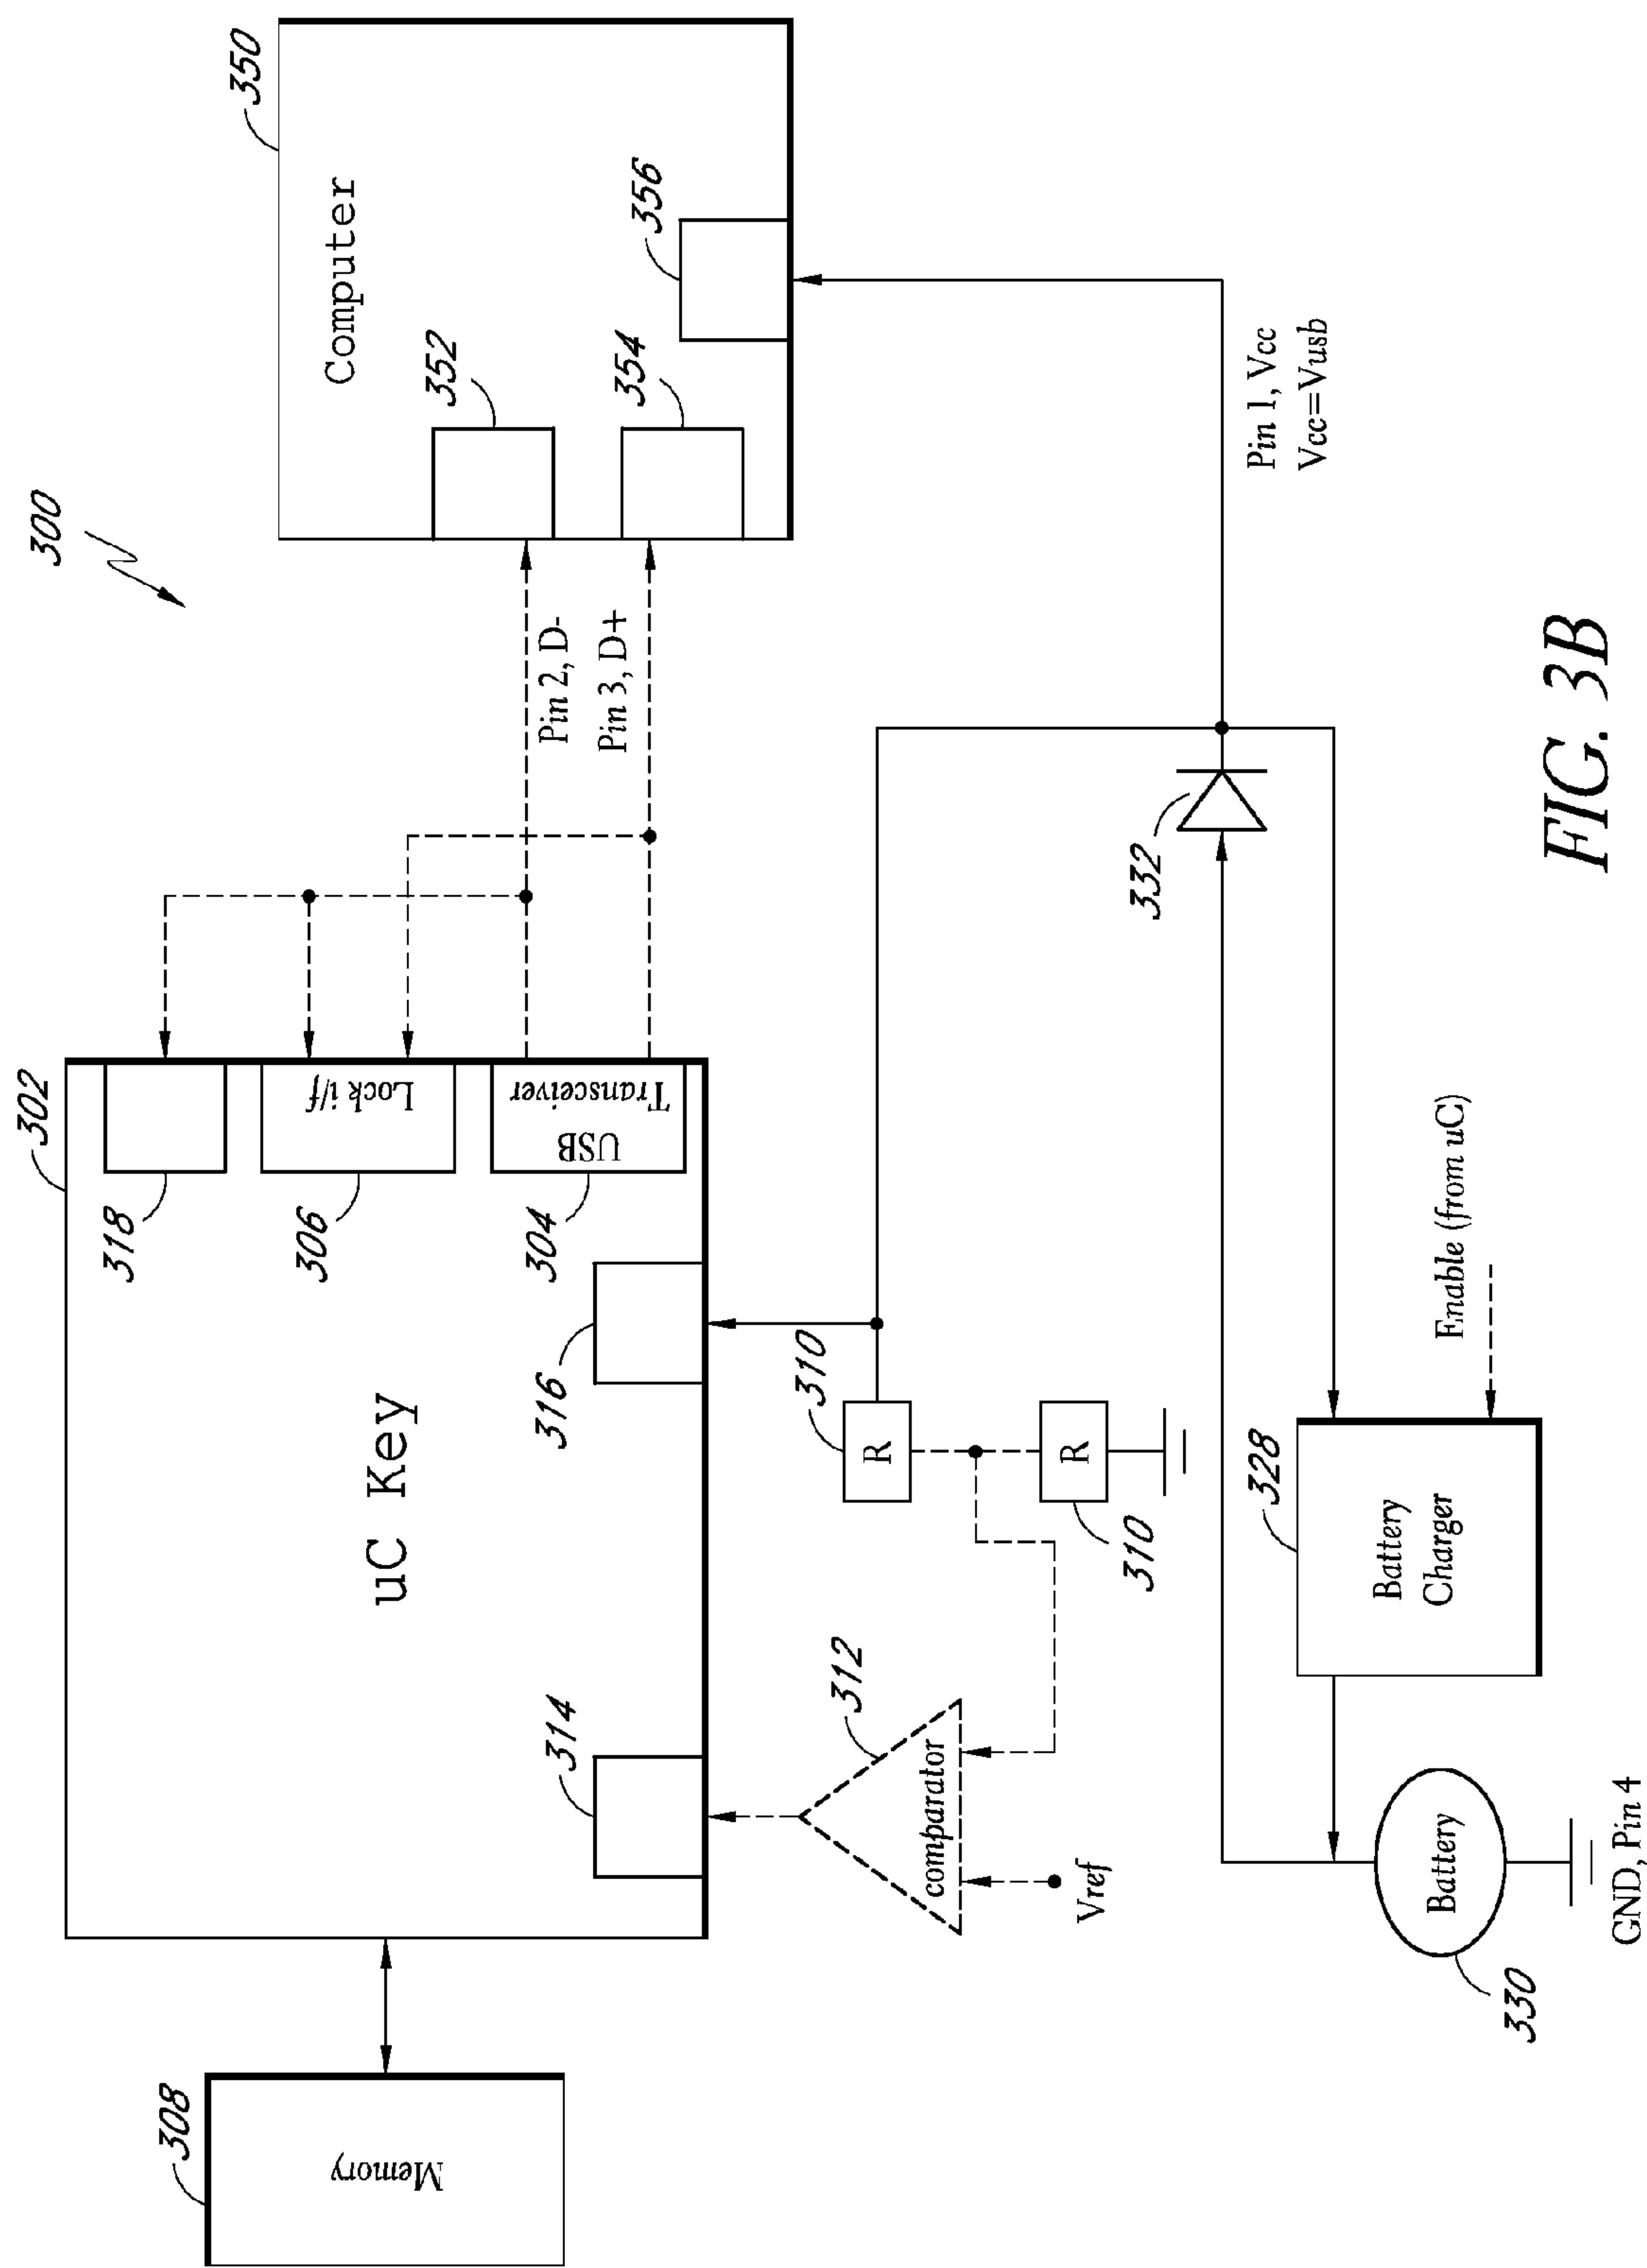 300
302
uC Key
318
306
Lock i/f
304
USB
Transceiver
316
314
308
Memory
Pin 2, D-
Pin 3, D+
350
Computer
352
354
356
310
R
R
310
312
comparator
Vref
332
Pin 1, Vcc
Vcc=Vusb
328
Battery
Charger
Enable (from uC)
330
Battery
GND, Pin 4
FIG. 3B